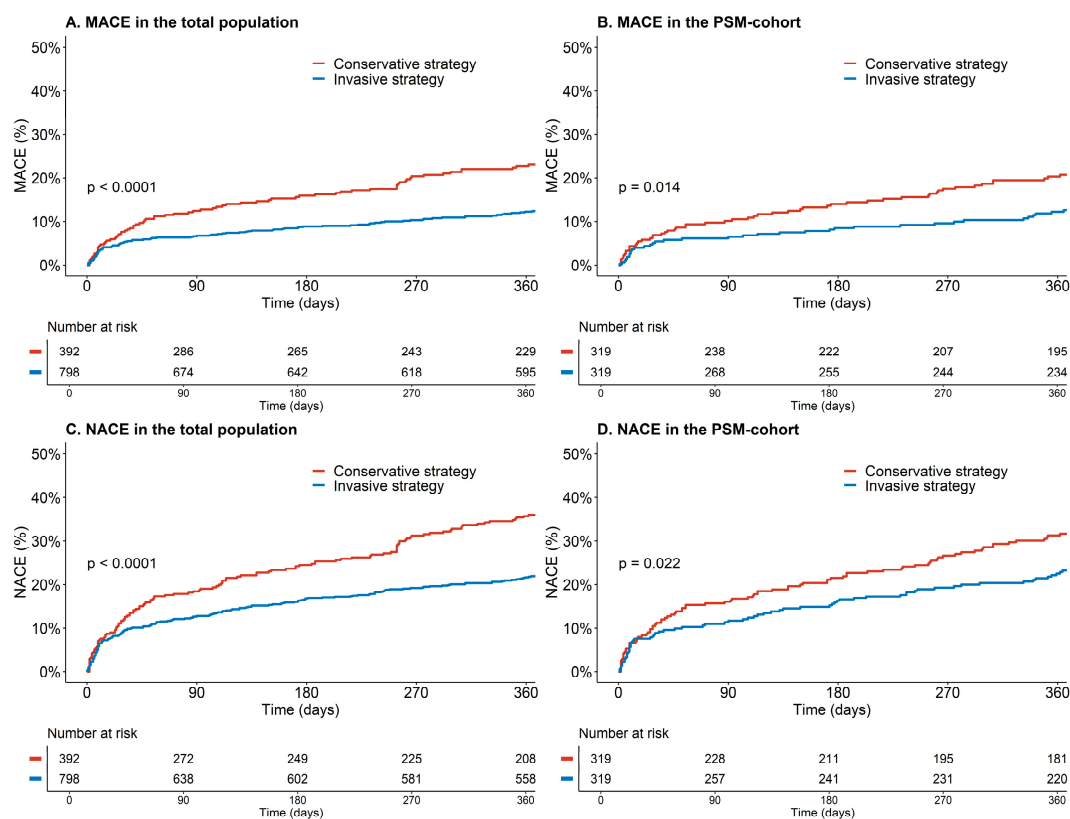 A. MACE in the total population
50%
40%
30%
20%
10%
0%
MACE (%)
Conservative strategy
Invasive strategy
p < 0.0001
0 90 180 270 360
Time (days)
Number at risk
392 286 265 243 229
798 674 642 618 595
0 90 180 270 360
Time (days)
B. MACE in the PSM-cohort
50%
40%
30%
20%
10%
0%
MACE (%)
Conservative strategy
Invasive strategy
p = 0.014
0 90 180 270 360
Time (days)
Number at risk
319 238 222 207 195
319 268 255 244 234
0 90 180 270 360
Time (days)
C. NACE in the total population
50%
40%
30%
20%
10%
0%
NACE (%)
Conservative strategy
Invasive strategy
p < 0.0001
0 90 180 270 360
Time (days)
Number at risk
392 272 249 225 208
798 638 602 581 558
0 90 180 270 360
Time (days)
D. NACE in the PSM-cohort
50%
40%
30%
20%
10%
0%
NACE (%)
Conservative strategy
Invasive strategy
p = 0.022
0 90 180 270 360
Time (days)
Number at risk
319 228 211 195 181
319 257 241 231 220
0 90 180 270 360
Time (days)